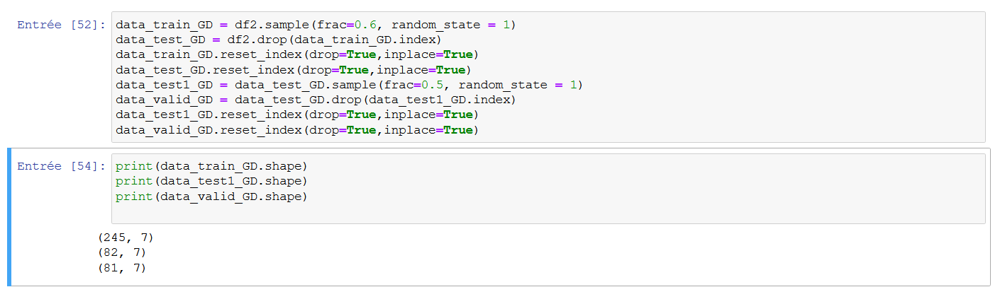 Entrée [52]: data_train_GD = df2.sample(frac=0.6, random_state = 1)
data_test_GD = df2.drop(data_train_GD.index)
data_train_GD.reset_index(drop=True,inplace=True)
data_test_GD.reset_index(drop=True,inplace=True)
data_test1_GD = data_test_GD.sample(frac=0.5, random_state = 1)
data_valid_GD = data_test_GD.drop(data_test1_GD.index)
data_test1_GD.reset_index(drop=True,inplace=True)
data_valid_GD.reset_index(drop=True,inplace=True)
Entrée [54]: print(data_train_GD.shape)
print(data_test1_GD.shape)
print(data_valid_GD.shape)
(245, 7)
(82, 7)
(81, 7)